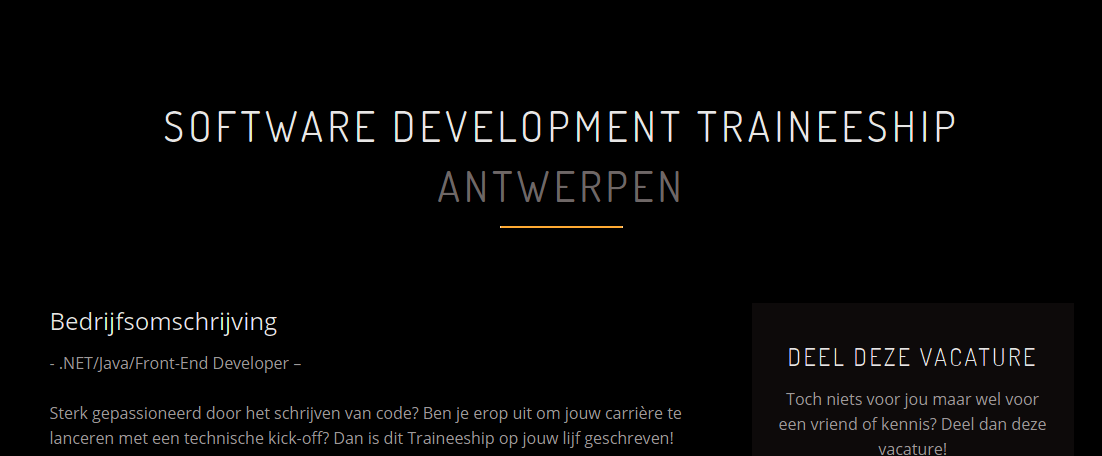 SOFTWARE DEVELOPMENT TRAINEESHIP
ANTWERPEN
Bedrijfsomschrijving
- .NET/Java/Front-End Developer –
Sterk gepassioneerd door het schrijven van code? Ben je erop uit om jouw carrière te
lanceren met een technische kick-off? Dan is dit Traineeship op jouw lijf geschreven!
DEEL DEZE VACATURE
Toch niets voor jou maar wel voor
een vriend of kennis? Deel dan deze
vacature!